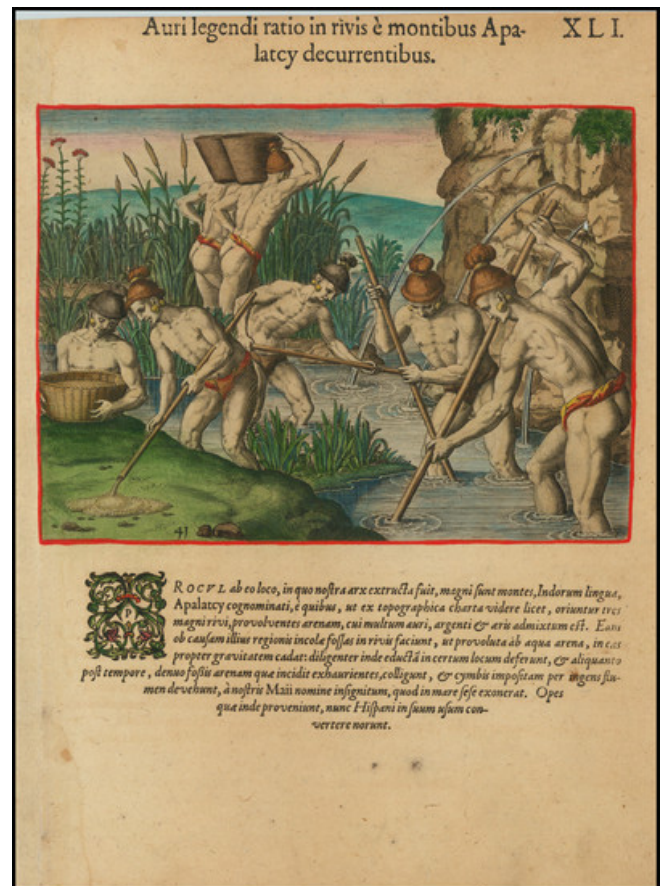 Auri legendi ratio in rivis è montibus Apa- XLI.
latcy decurrentibus.
41
PROCVL ab eo loco, in quo nostra arx extructa fuit, magni sunt montes, Indorum lingua,
Apalatcy cognominati, è quibus, ut ex topographica charta videre licet, oriuntur tres
magni rivi, provolventes arenam, cui multum auri, argenti & æris admixtum est. Eam
ob causam illius regionis incolæ fossas in rivis faciunt, ut provoluta ab aqua arena, in eas
propter gravitatem cadat: diligenter inde eductã in certum locum deferunt, & aliquanto
post tempore, denuo fossis arenam quæ incidit exhaurientes, colligunt, & cymbis impositam per ingens flu-
men devehunt, à nostris Maii nomine insignitum, quod in mare sese exonerat. Opes
quæ inde proveniunt, nunc Hispani in suum usum con-
vertere norunt.